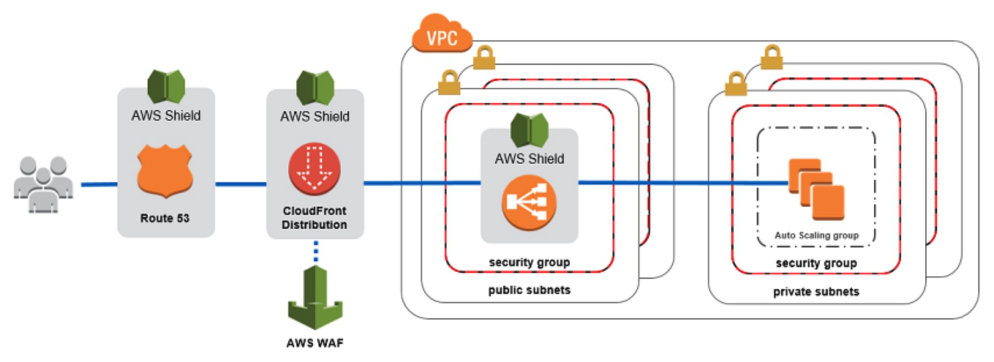 VPC
AWS Shield
Route 53
AWS Shield
CloudFront
Distribution
AWS WAF
AWS Shield
security group
public subnets
Auto Scaling group
security group
private subnets